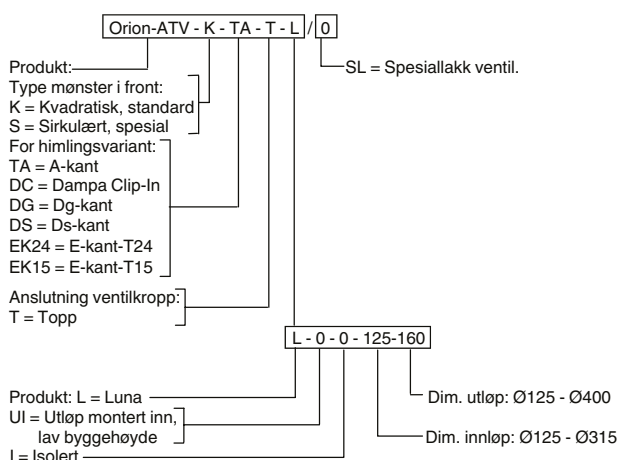 Orion-ATV - K - TA - T - L / 0
Produkt:
SL = Spesiallakk ventil.
Type mønster i front:
K = Kvadratisk, standard
S = Sirkulært, spesial
For himlingsvariant:
TA = A-kant
DC = Dampa Clip-In
DG = Dg-kant
DS = Ds-kant
EK24 = E-kant-T24
EK15 = E-kant-T15
Anslutning ventilkropp:
T = Topp
L - 0 - 0 - 125-160
Produkt: L = Luna
Dim. utløp: Ø125 - Ø400
UI = Utløp montert inn,
lav byggehøyde
Dim. innløp: Ø125 - Ø315
I = Isolert